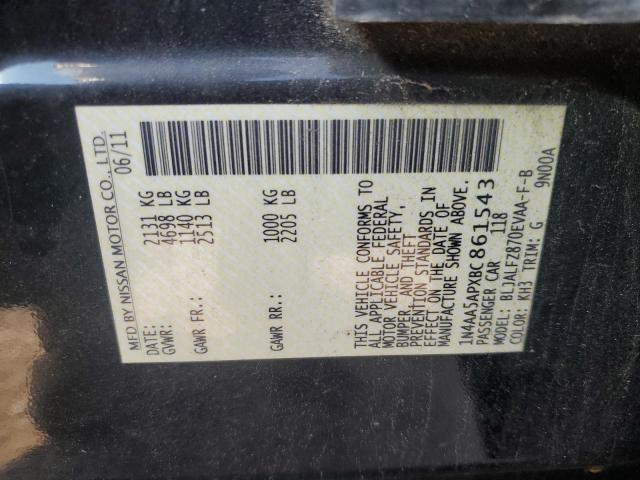 MFD BY NISSAN MOTOR CO., LTD.
DATE: 06/11
GVWR: 2131 KG
4698 LB
GAWR FR.: 1140 KG
2513 LB
GAWR RR.: 1000 KG
2205 LB
THIS VEHICLE CONFORMS TO
ALL APPLICABLE FEDERAL
MOTOR VEHICLE SAFETY,
BUMPER, AND THEFT
PREVENTION STANDARDS IN
EFFECT ON THE DATE OF
MANUFACTURE SHOWN ABOVE.
1N4AA5APXBC861543
PASSENGER CAR 118
MODEL: BLJALFZ870EVAA-F-B
COLOR: KH3 TRIM: G 9N00A